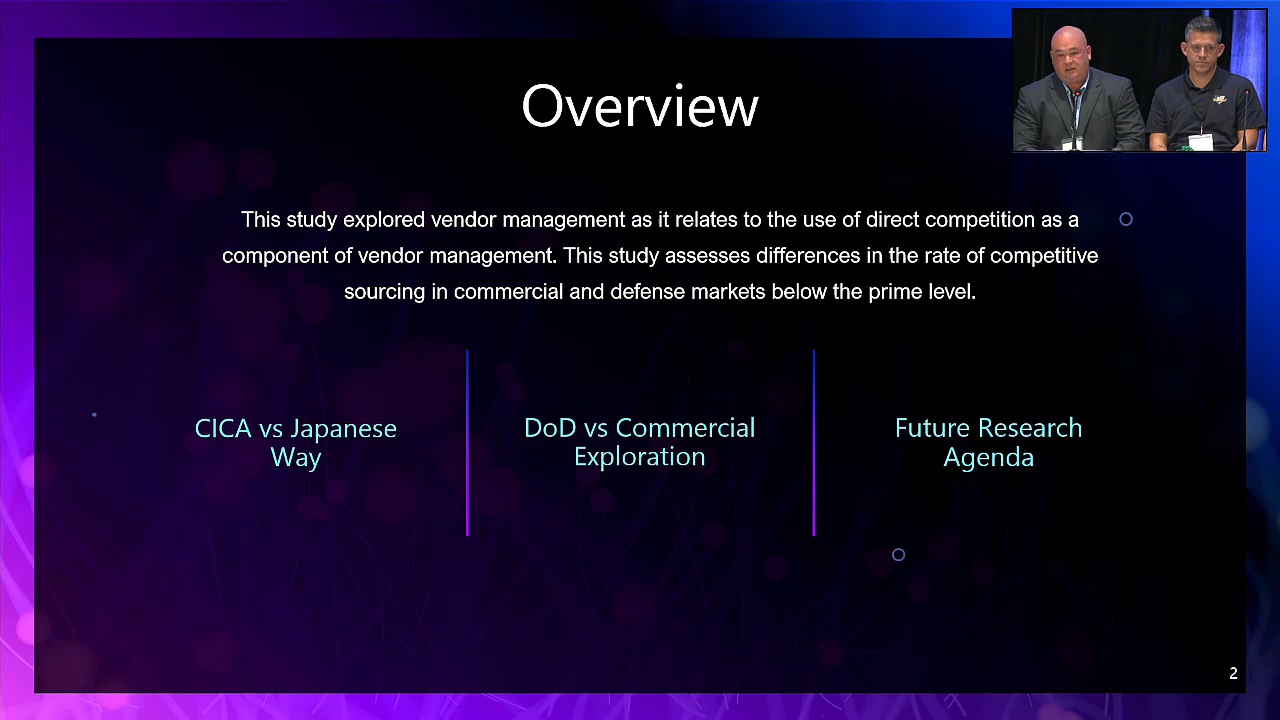 Overview
This study explored vendor management as it relates to the use of direct competition as a
component of vendor management. This study assesses differences in the rate of competitive
sourcing in commercial and defense markets below the prime level.
CICA vs Japanese
Way
DoD vs Commercial
Exploration
Future Research
Agenda
2